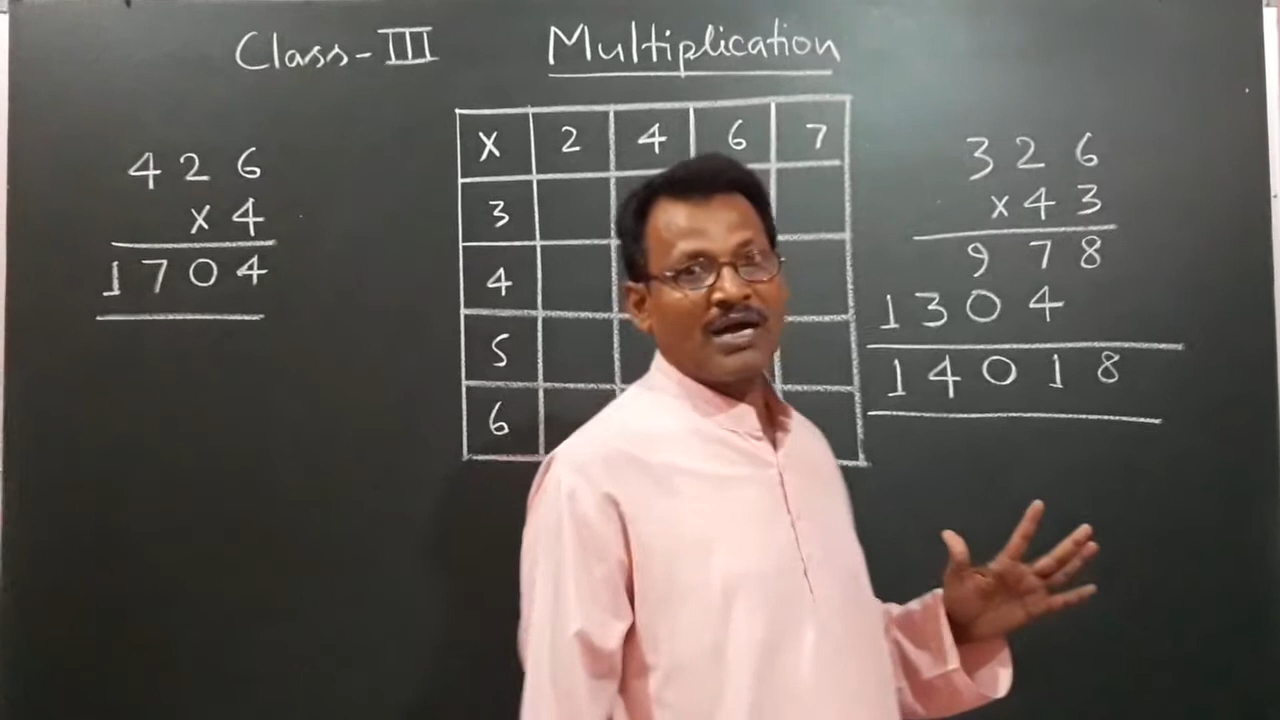 Class-III Multiplication
426
x4
1704
X 2 4 6 7
3
4
5
6
326
x43
978
1304
14018